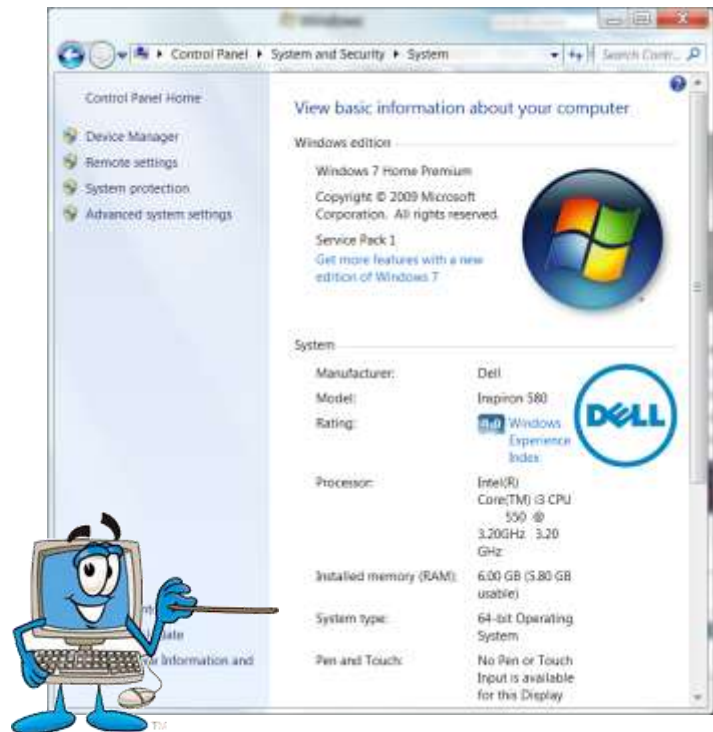 Control Panel ▸ System and Security ▸ System
Search Contr...
Control Panel Home
Device Manager
Remote settings
System protection
Advanced system settings
View basic information about your computer
Windows edition
Windows 7 Home Premium
Copyright © 2009 Microsoft
Corporation. All rights reserved.
Service Pack 1
Get more features with a new
edition of Windows 7
System
Manufacturer: Dell
Model: Inspiron 580
Rating: Windows
Experience
Index
DELL
Processor: Intel(R)
Core(TM) i3 CPU
550 @
3.20GHz 3.20
GHz
Installed memory (RAM): 6.00 GB (5.80 GB
usable)
System type: 64-bit Operating
System
Pen and Touch: No Pen or Touch
Input is available
for this Display
Information and
TM